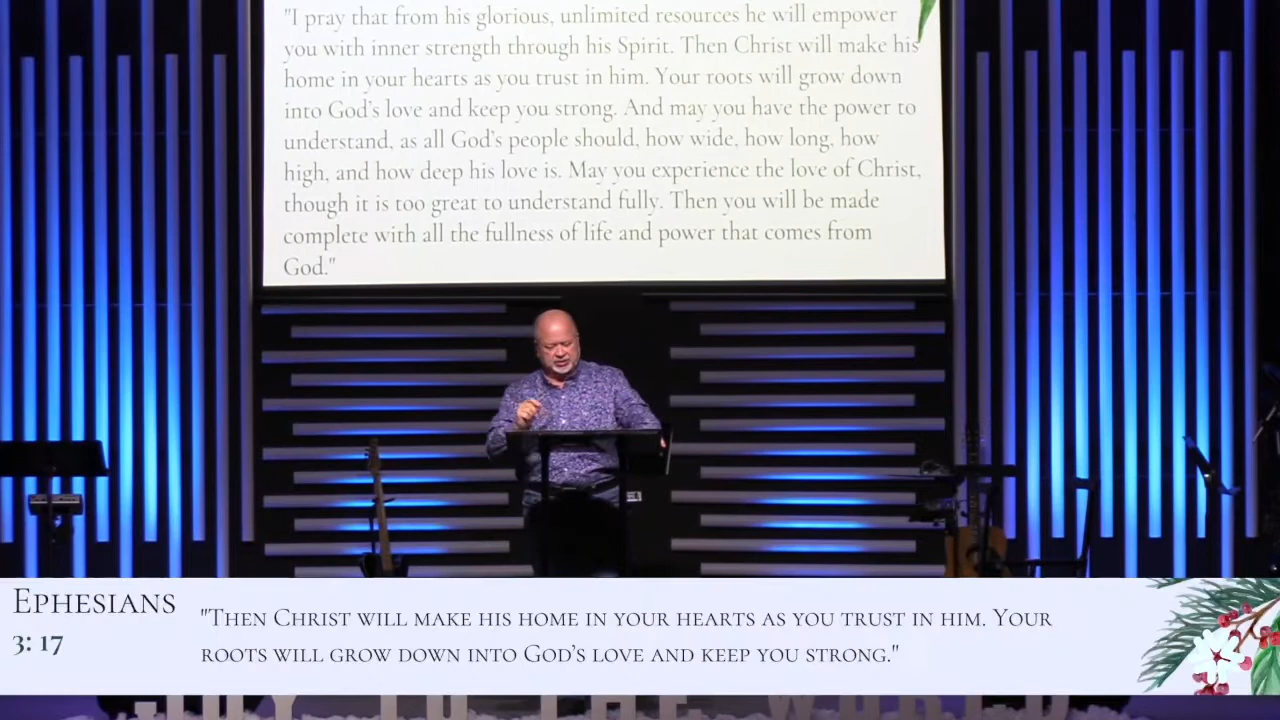 "I pray that from his glorious, unlimited resources he will empower
you with inner strength through his Spirit. Then Christ will make his
home in your hearts as you trust in him. Your roots will grow down
into God's love and keep you strong. And may you have the power to
understand, as all God's people should, how wide, how long, how
high, and how deep his love is. May you experience the love of Christ,
though it is too great to understand fully. Then you will be made
complete with all the fullness of life and power that comes from
God."
Ephesians
3: 17
"Then Christ will make his home in your hearts as you trust in him. Your
roots will grow down into God's love and keep you strong."
JOY TO THE WORLD